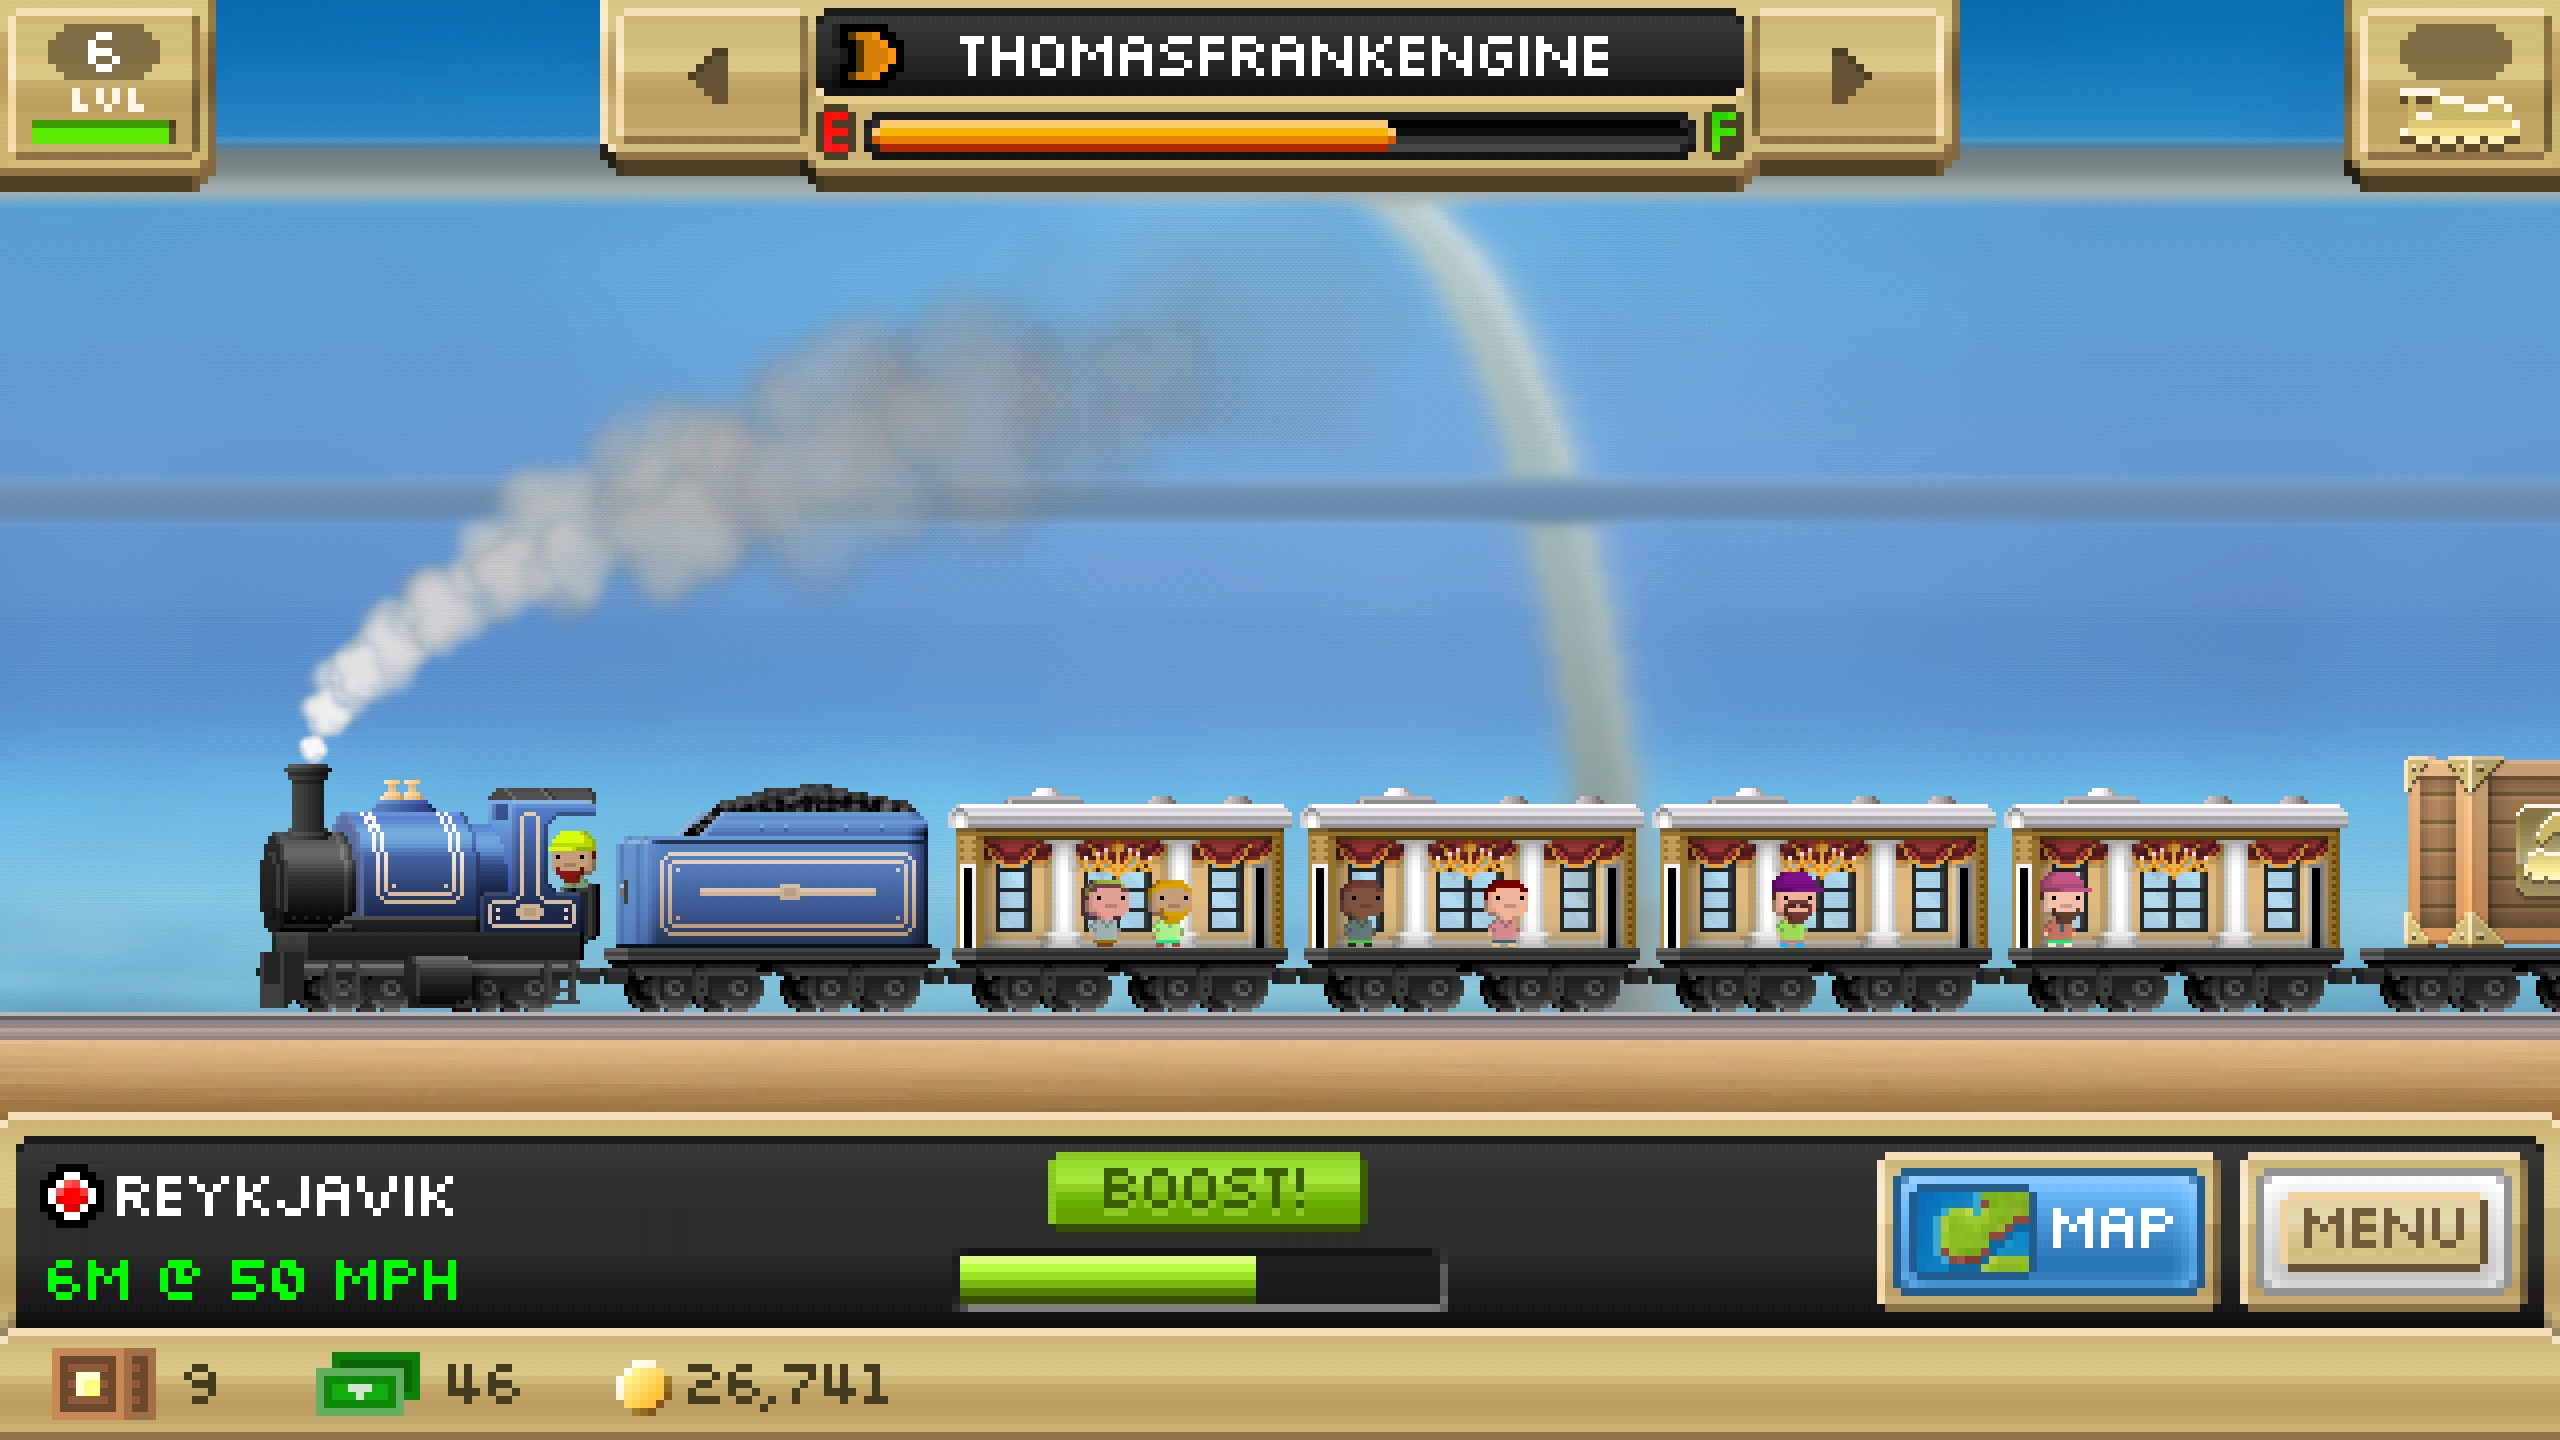 6
LVL
THOMASFRANKENGINE
E F
REYKJAVIK
BOOST!
6M @ 50 MPH
MAP
MENU
9
46
26,741